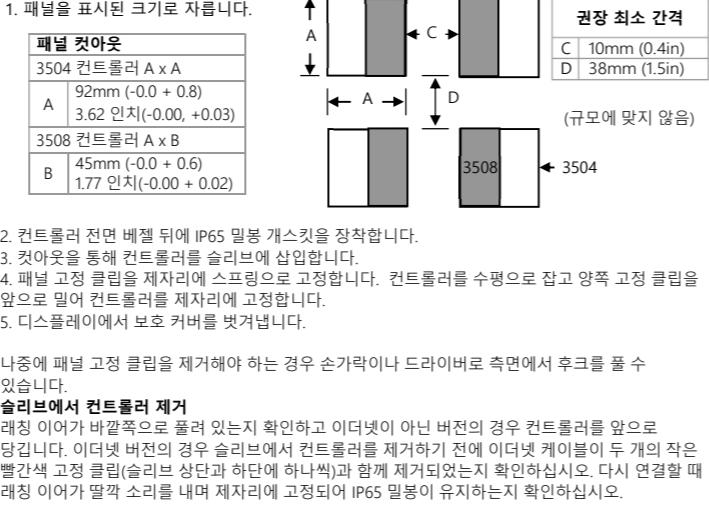 1. 패널을 표시된 크기로 자릅니다.
패널 컷아웃
3504 컨트롤러 A x A
A
92mm (-0.0 + 0.8)
3.62 인치(-0.00, +0.03)
3508 컨트롤러 A x B
B
45mm (-0.0 + 0.6)
1.77 인치(-0.00 + 0.02)
A
C
A
D
3508
3504
권장 최소 간격
C 10mm (0.4in)
D 38mm (1.5in)
(규모에 맞지 않음)
2. 컨트롤러 전면 베젤 뒤에 IP65 밀봉 개스킷을 장착합니다.
3. 컷아웃을 통해 컨트롤러를 슬리브에 삽입합니다.
4. 패널 고정 클립을 제자리에 스프링으로 고정합니다. 컨트롤러를 수평으로 잡고 양쪽 고정 클립을
앞으로 밀어 컨트롤러를 제자리에 고정합니다.
5. 디스플레이에서 보호 커버를 벗겨냅니다.
나중에 패널 고정 클립을 제거해야 하는 경우 손가락이나 드라이버로 측면에서 후크를 풀 수
있습니다.
슬리브에서 컨트롤러 제거
래칭 이어가 바깥쪽으로 풀려 있는지 확인하고 이더넷이 아닌 버전의 경우 컨트롤러를 앞으로
당깁니다. 이더넷 버전의 경우 슬리브에서 컨트롤러를 제거하기 전에 이더넷 케이블이 두 개의 작은
빨간색 고정 클립(슬리브 상단과 하단에 하나씩)과 함께 제거되었는지 확인하십시오. 다시 연결할 때
래칭 이어가 딸깍 소리를 내며 제자리에 고정되어 IP65 밀봉이 유지하는지 확인하십시오.